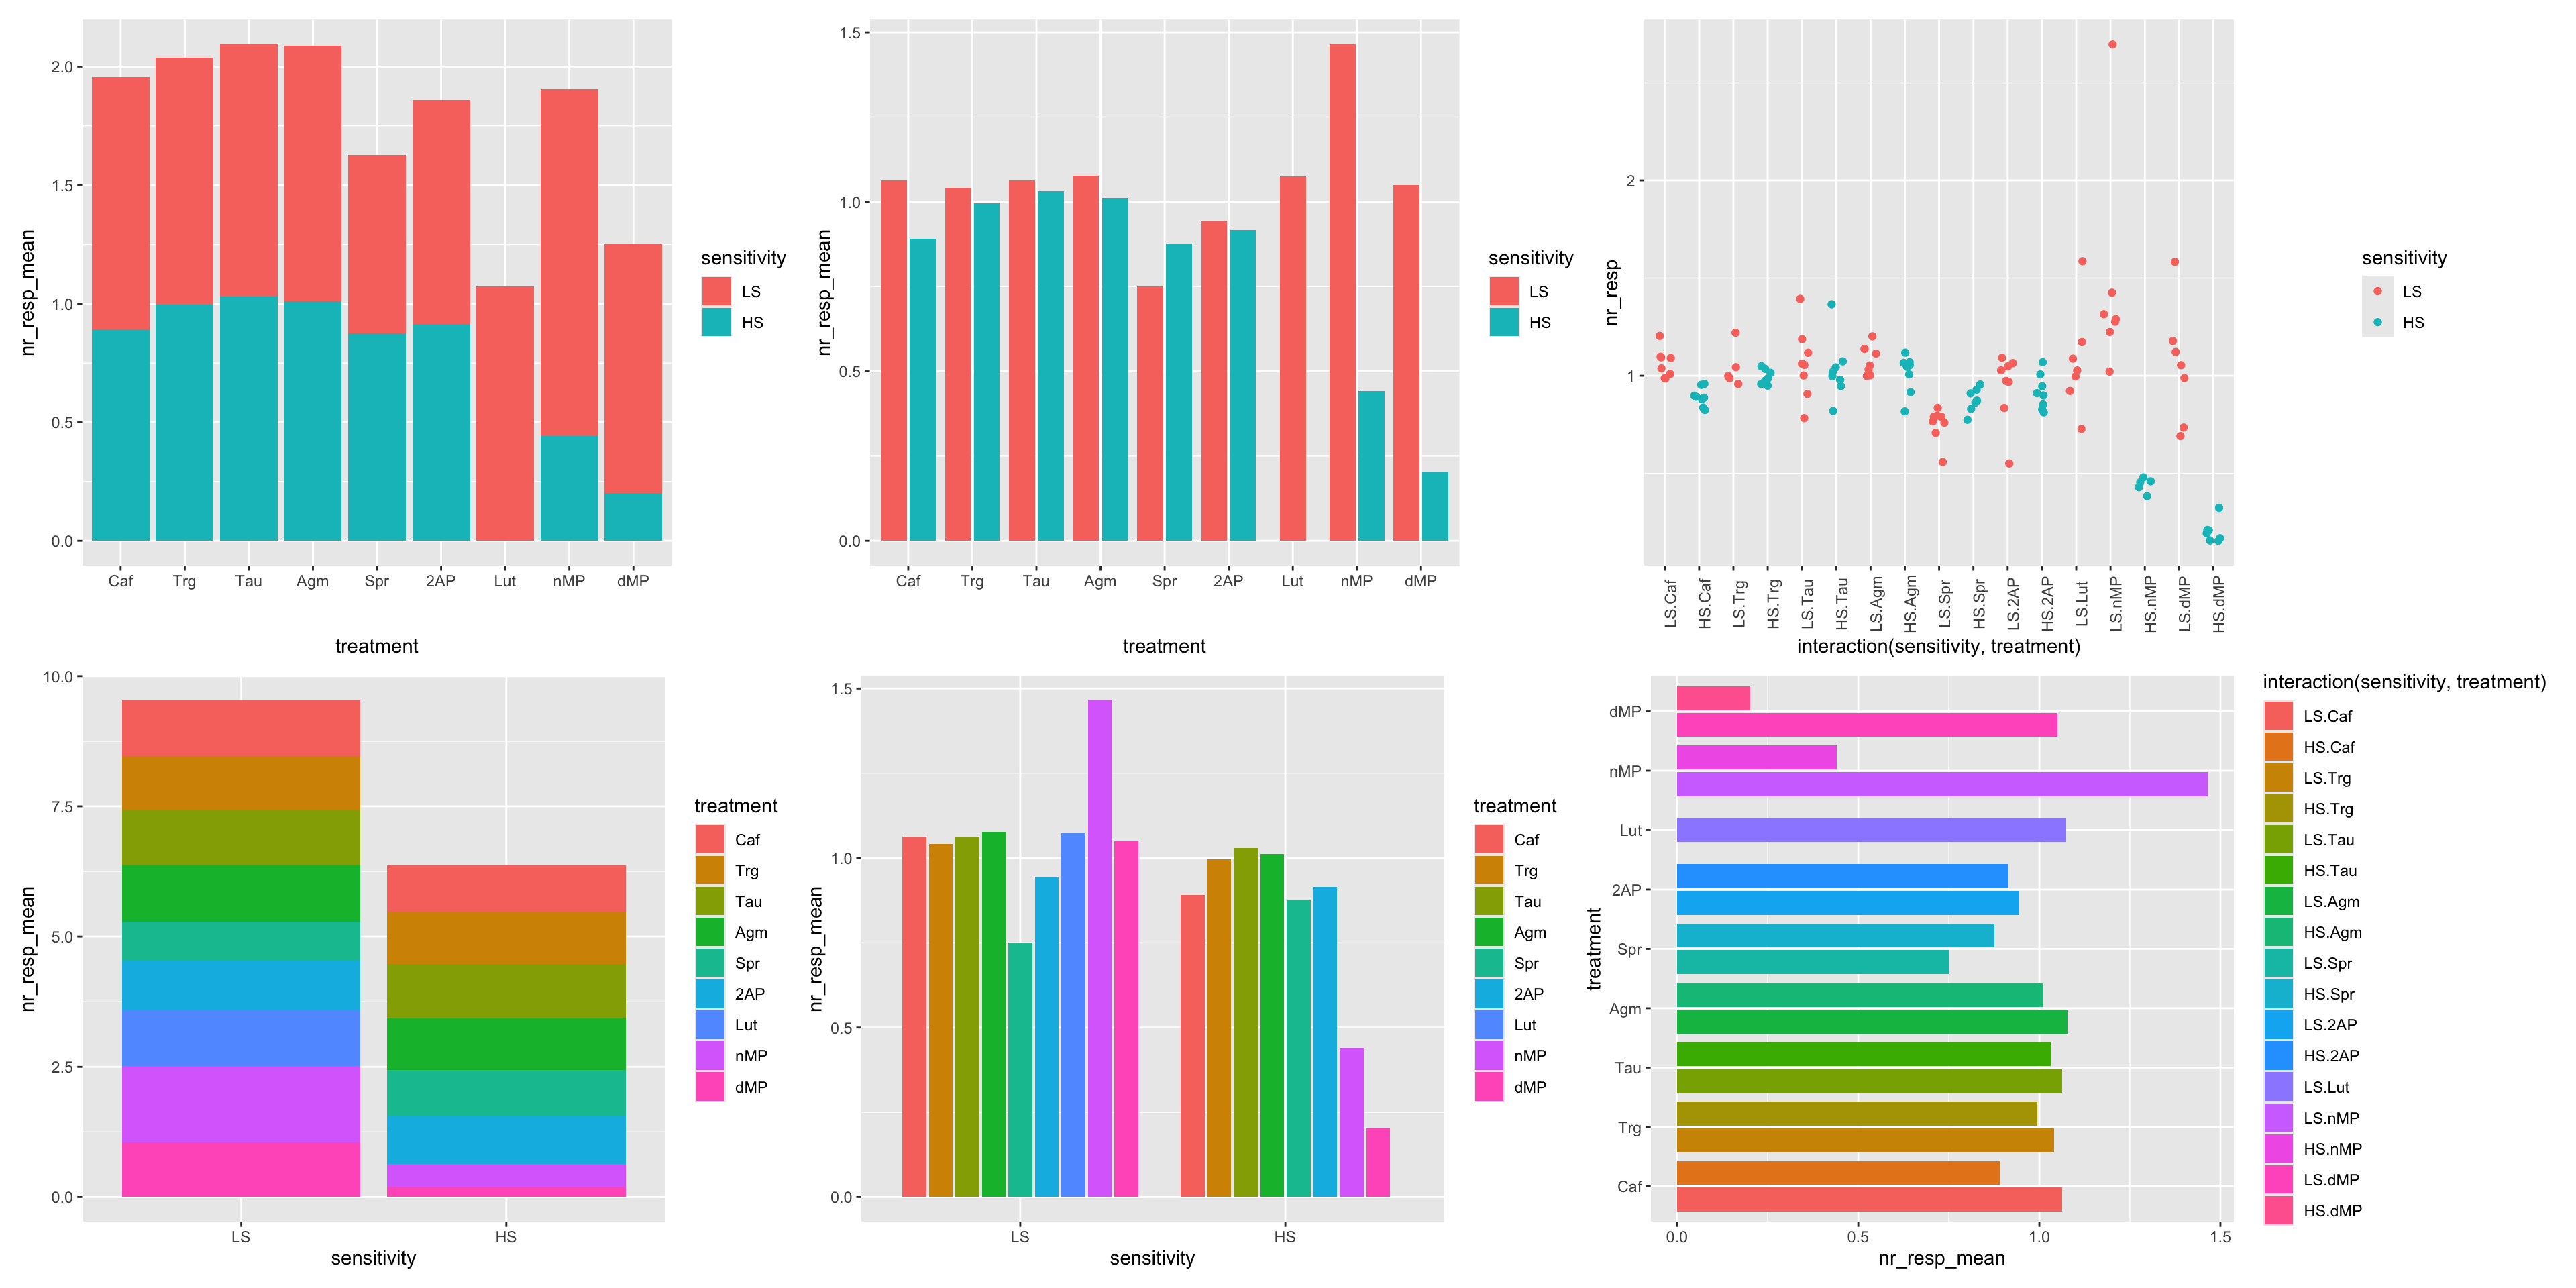 nr_resp_mean
2.0
1.5
1.0
0.5
0.0
Caf Trg Tau Agm Spr 2AP Lut nMP dMP
treatment
sensitivity
LS
HS
nr_resp_mean
1.5
1.0
0.5
0.0
Caf Trg Tau Agm Spr 2AP Lut nMP dMP
treatment
sensitivity
LS
HS
nr_resp
2
1
LS.Caf
HS.Caf
LS.Trg
HS.Trg
LS.Tau
HS.Tau
LS.Agm
HS.Agm
LS.Spr
HS.Spr
LS.2AP
HS.2AP
LS.Lut
LS.nMP
HS.nMP
LS.dMP
HS.dMP
interaction(sensitivity, treatment)
sensitivity
LS
HS
nr_resp_mean
10.0
7.5
5.0
2.5
0.0
LS HS
sensitivity
treatment
Caf
Trg
Tau
Agm
Spr
2AP
Lut
nMP
dMP
nr_resp_mean
1.5
1.0
0.5
0.0
LS HS
sensitivity
treatment
Caf
Trg
Tau
Agm
Spr
2AP
Lut
nMP
dMP
treatment
dMP
nMP
Lut
2AP
Spr
Agm
Tau
Trg
Caf
0.0 0.5 1.0 1.5
nr_resp_mean
interaction(sensitivity, treatment)
LS.Caf
HS.Caf
LS.Trg
HS.Trg
LS.Tau
HS.Tau
LS.Agm
HS.Agm
LS.Spr
HS.Spr
LS.2AP
HS.2AP
LS.Lut
LS.nMP
HS.nMP
LS.dMP
HS.dMP